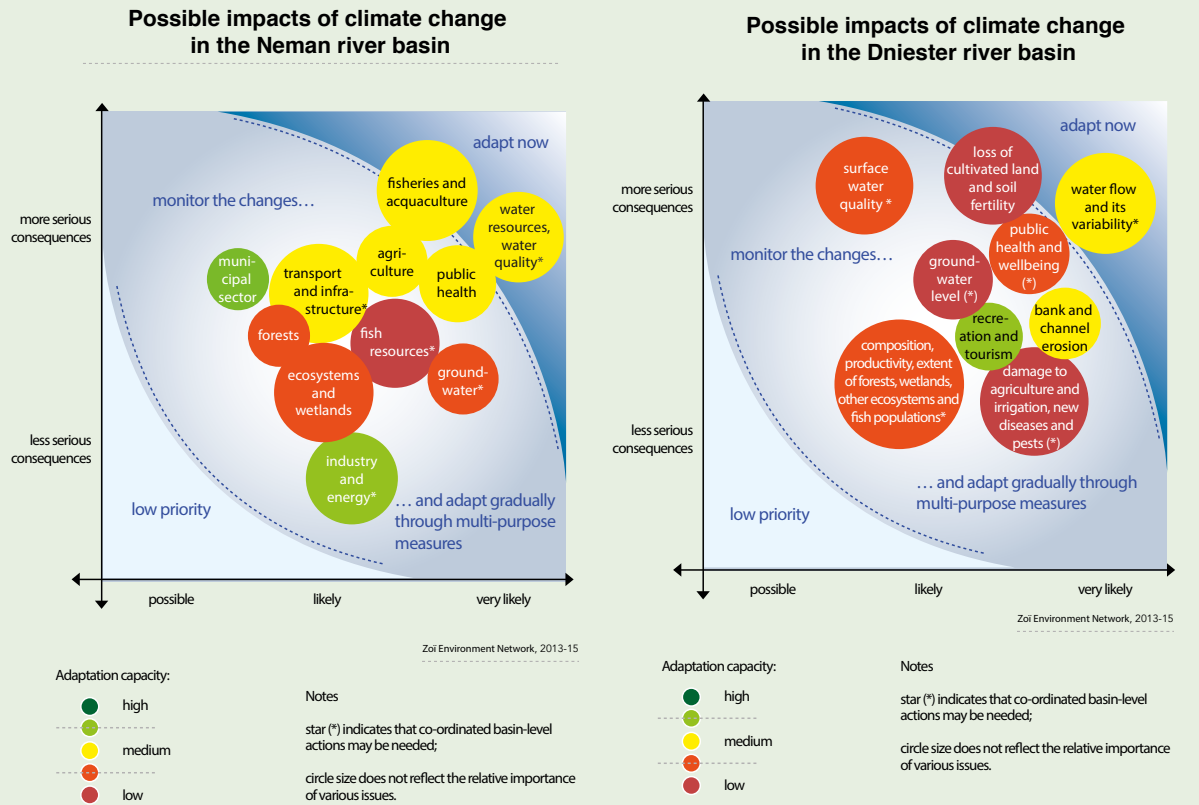 Possible impacts of climate change
in the Neman river basin
adapt now
monitor the changes…
more serious
consequences
less serious
consequences
fisheries and
acquaculture
water
resources,
water
quality*
agri-
culture
public
health
muni-
cipal
sector
transport
and infra-
structure*
forests
fish
resources*
ecosystems
and
wetlands
ground-
water*
industry
and
energy*
low priority
… and adapt gradually
through multi-purpose
measures
possible
likely
very likely
Zoï Environment Network, 2013-15
Adaptation capacity:
high
medium
low
Notes
star (*) indicates that co-ordinated basin-level
actions may be needed;
circle size does not reflect the relative importance
of various issues.
Possible impacts of climate change
in the Dniester river basin
adapt now
monitor the changes…
more serious
consequences
less serious
consequences
surface
water
quality *
loss of
cultivated land
and soil
fertility
water flow
and its
variability*
public
health and
wellbeing
(*)
ground-
water
level (*)
recre-
ation and
tourism
bank and
channel
erosion
composition,
productivity, extent
of forests, wetlands,
other ecosystems and
fish populations*
damage to
agriculture and
irrigation, new
diseases and
pests (*)
low priority
… and adapt gradually through
multi-purpose measures
possible
likely
very likely
Zoï Environment Network, 2013-15
Adaptation capacity:
high
medium
low
Notes
star (*) indicates that co-ordinated basin-level
actions may be needed;
circle size does not reflect the relative importance
of various issues.